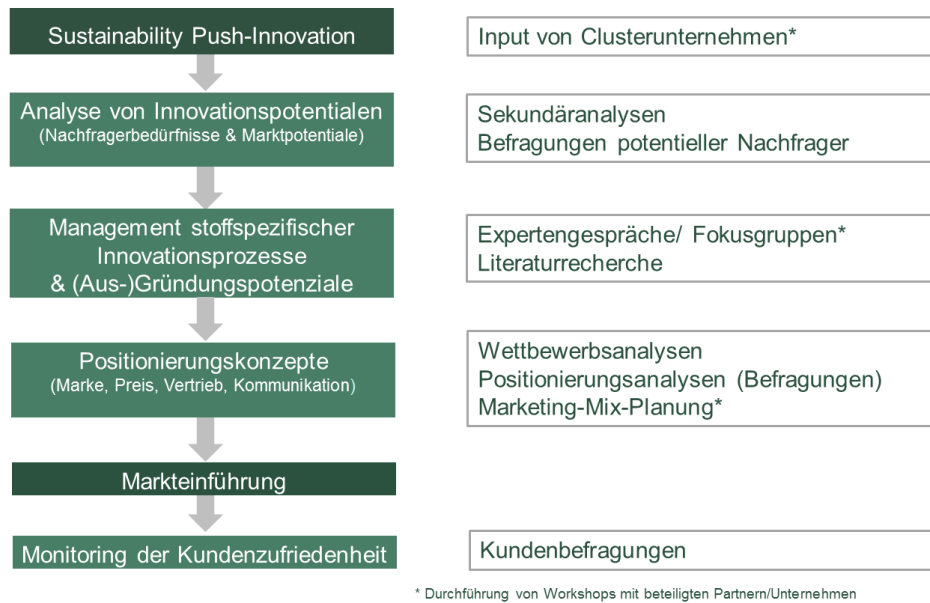 Sustainability Push-Innovation
Input von Clusterunternehmen*
Analyse von Innovationspotentialen
(Nachfragerbedürfnisse & Marktpotentiale)
Sekundäranalysen
Befragungen potentieller Nachfrager
Management stoffspezifischer
Innovationsprozesse
& (Aus-)Gründungspotenziale
Expertengespräche/ Fokusgruppen*
Literaturrecherche
Positionierungskonzepte
(Marke, Preis, Vertrieb, Kommunikation)
Wettbewerbsanalysen
Positionierungsanalysen (Befragungen)
Marketing-Mix-Planung*
Markteinführung
Monitoring der Kundenzufriedenheit
Kundenbefragungen
* Durchführung von Workshops mit beteiligten Partnern/Unternehmen